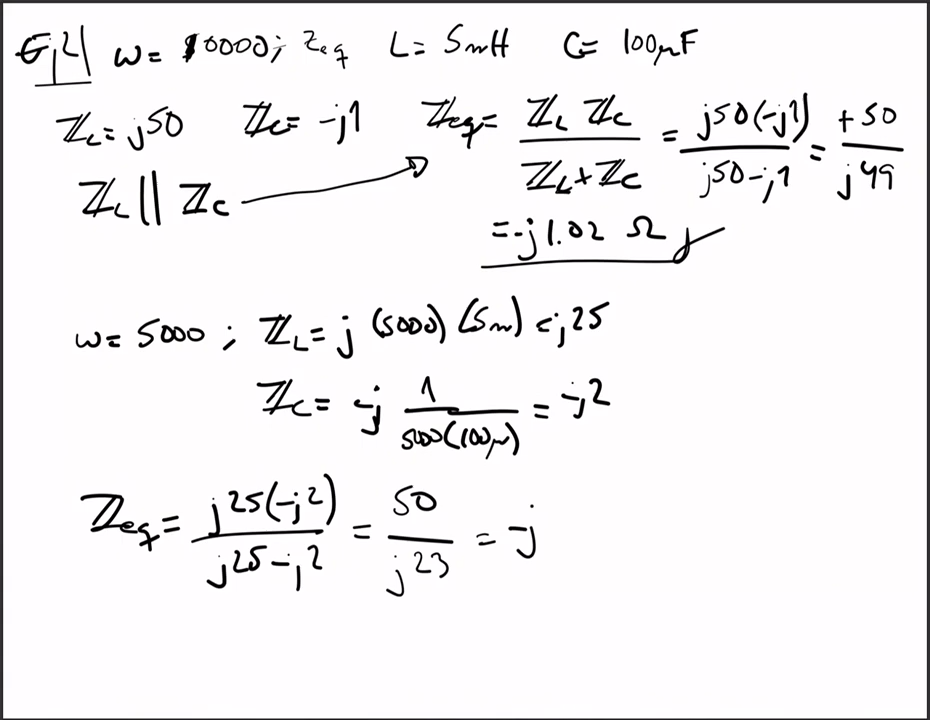 Ej2| ω= 10000; Zeq L= 5mH C= 100μF
ZL= j50 ZC= -j1 Zeq= ZL ZC / ZL+ZC = j50(-j1) / j50-j1 = +50 / j49
ZL || ZC
=-j1.02 Ω
ω= 5000; ZL= j (5000) (5m) = j25
ZC= -j 1 / 5000(100μ) = -j2
Zeq= j25(-j2) / j25-j2 = 50 / j23 = -j